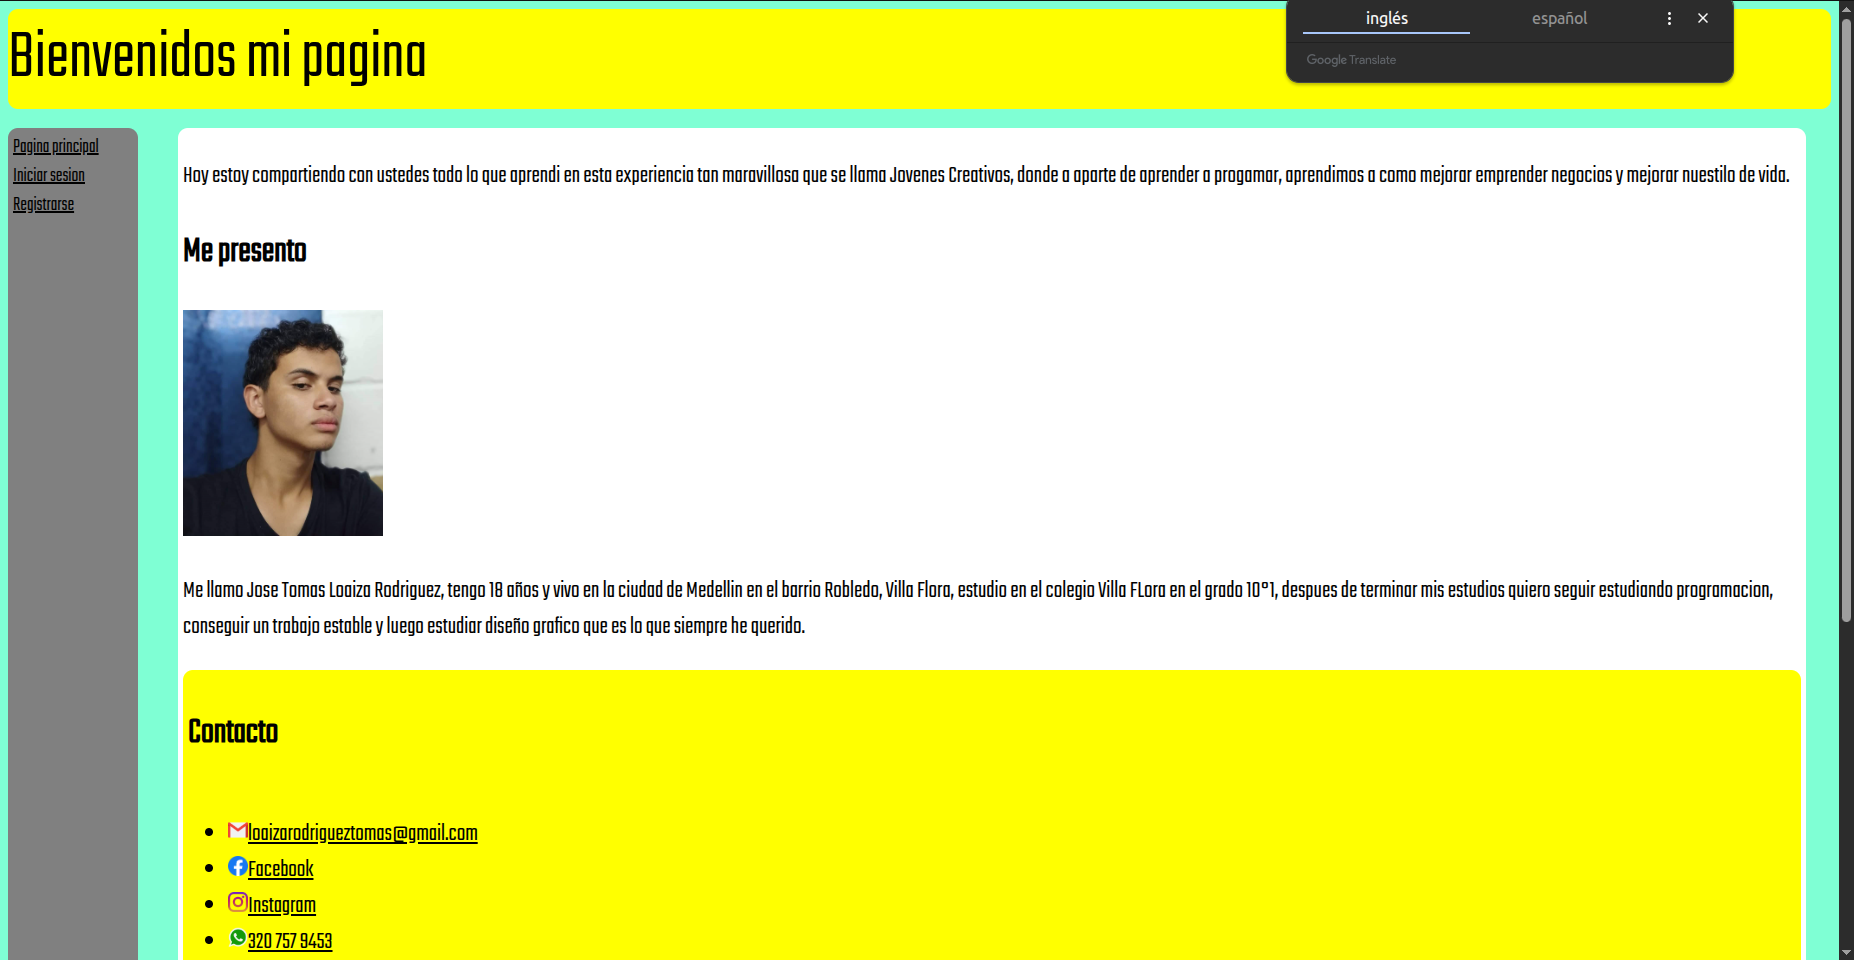 Bienvenidos mi pagina
inglés
español
Google Translate
Pagina principal
Iniciar sesion
Registrarse
Hoy estoy compartiendo con ustedes todo lo que aprendi en esta experiencia tan maravillosa que se llama Jovenes Creativos, donde a aparte de aprender a progamar, aprendimos a como mejorar emprender negocios y mejorar nuestilo de vida.
Me presento
Me llamo Jose Tomas Loaiza Rodriguez, tengo 18 años y vivo en la ciudad de Medellin en el barrio Robledo, Villa Flora, estudio en el colegio Villa FLora en el grado 10°1, despues de terminar mis estudios quiero seguir estudiando programacion,
conseguir un trabajo estable y luego estudiar diseño grafico que es lo que siempre he querido.
Contacto
loaizarodrigueztomas@gmail.com
Facebook
Instagram
320 757 9453